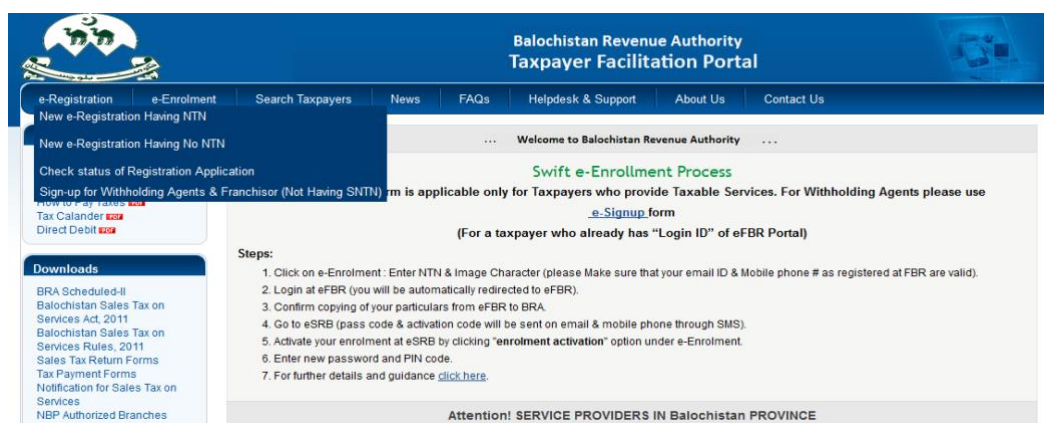 Balochistan Revenue Authority
Taxpayer Facilitation Portal
e-Registration e-Enrolment Search Taxpayers News FAQs Helpdesk & Support About Us Contact Us
New e-Registration Having NTN
New e-Registration Having No NTN
Check status of Registration Application
Sign-up for Withholding Agents & Franchisor (Not Having SNTN)
How to Pay Taxes PDF
Tax Calander PDF
Direct Debit PDF
Downloads
BRA Scheduled-II
Balochistan Sales Tax on
Services Act, 2011
Balochistan Sales Tax on
Services Rules, 2011
Sales Tax Return Forms
Tax Payment Forms
Notification for Sales Tax on
Services
NBP Authorized Branches
... Welcome to Balochistan Revenue Authority ...
Swift e-Enrollment Process
rm is applicable only for Taxpayers who provide Taxable Services. For Withholding Agents please use
e-Signup form
(For a taxpayer who already has "Login ID" of eFBR Portal)
Steps:
1. Click on e-Enrolment : Enter NTN & Image Character (please Make sure that your email ID & Mobile phone # as registered at FBR are valid).
2. Login at eFBR (you will be automatically redirected to eFBR).
3. Confirm copying of your particulars from eFBR to BRA.
4. Go to eSRB (pass code & activation code will be sent on email & mobile phone through SMS).
5. Activate your enrolment at eSRB by clicking "enrolment activation" option under e-Enrolment.
6. Enter new password and PIN code.
7. For further details and guidance click here.
Attention! SERVICE PROVIDERS IN Balochistan PROVINCE